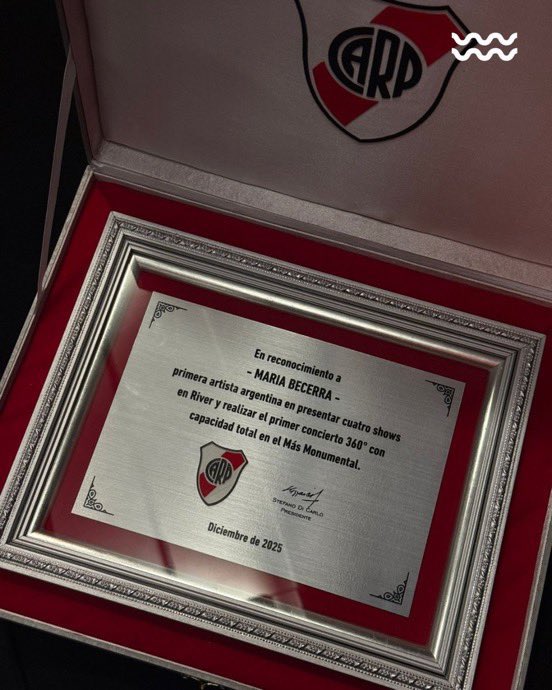 CARP
En reconocimiento a
- MARIA BECERRA -
primera artista argentina en presentar cuatro shows
en River y realizar el primer concierto 360° con
capacidad total en el Más Monumental.
CARP
STEFANO DI CARLO
PRESIDENTE
Diciembre de 2025